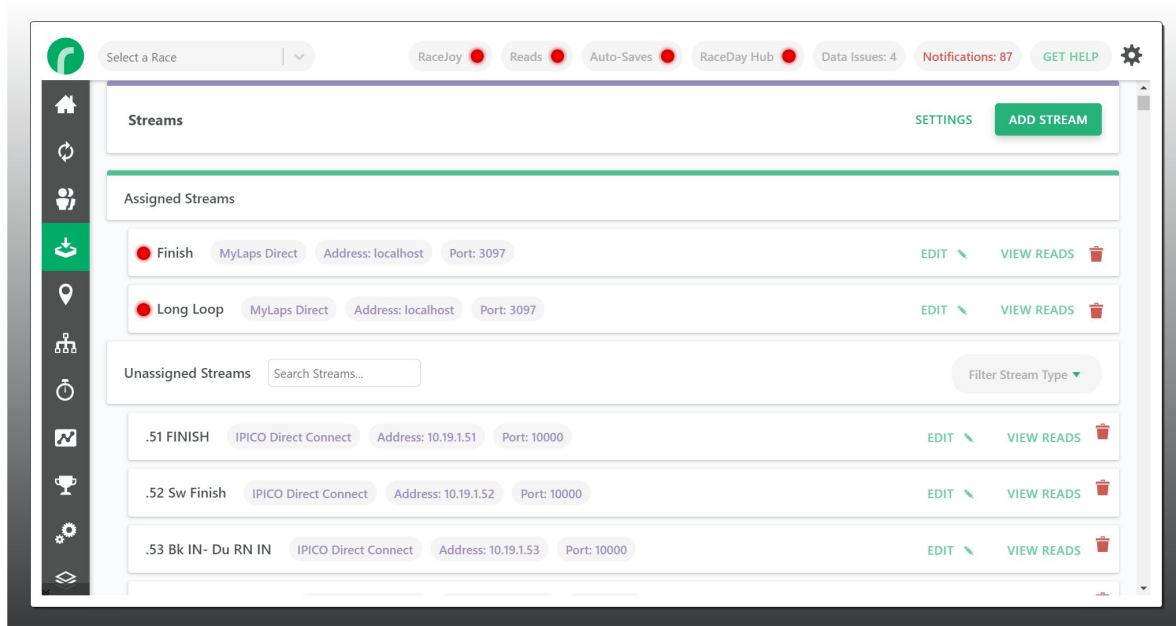 Select a Race RaceJoy Reads Auto-Saves RaceDay Hub Data Issues: 4 Notifications: 87 GET HELP
Streams SETTINGS ADD STREAM
Assigned Streams
Finish MyLaps Direct Address: localhost Port: 3097 EDIT VIEW READS
Long Loop MyLaps Direct Address: localhost Port: 3097 EDIT VIEW READS
Unassigned Streams Search Streams... Filter Stream Type
.51 FINISH IPICO Direct Connect Address: 10.19.1.51 Port: 10000 EDIT VIEW READS
.52 Sw Finish IPICO Direct Connect Address: 10.19.1.52 Port: 10000 EDIT VIEW READS
.53 Bk IN- Du RN IN IPICO Direct Connect Address: 10.19.1.53 Port: 10000 EDIT VIEW READS